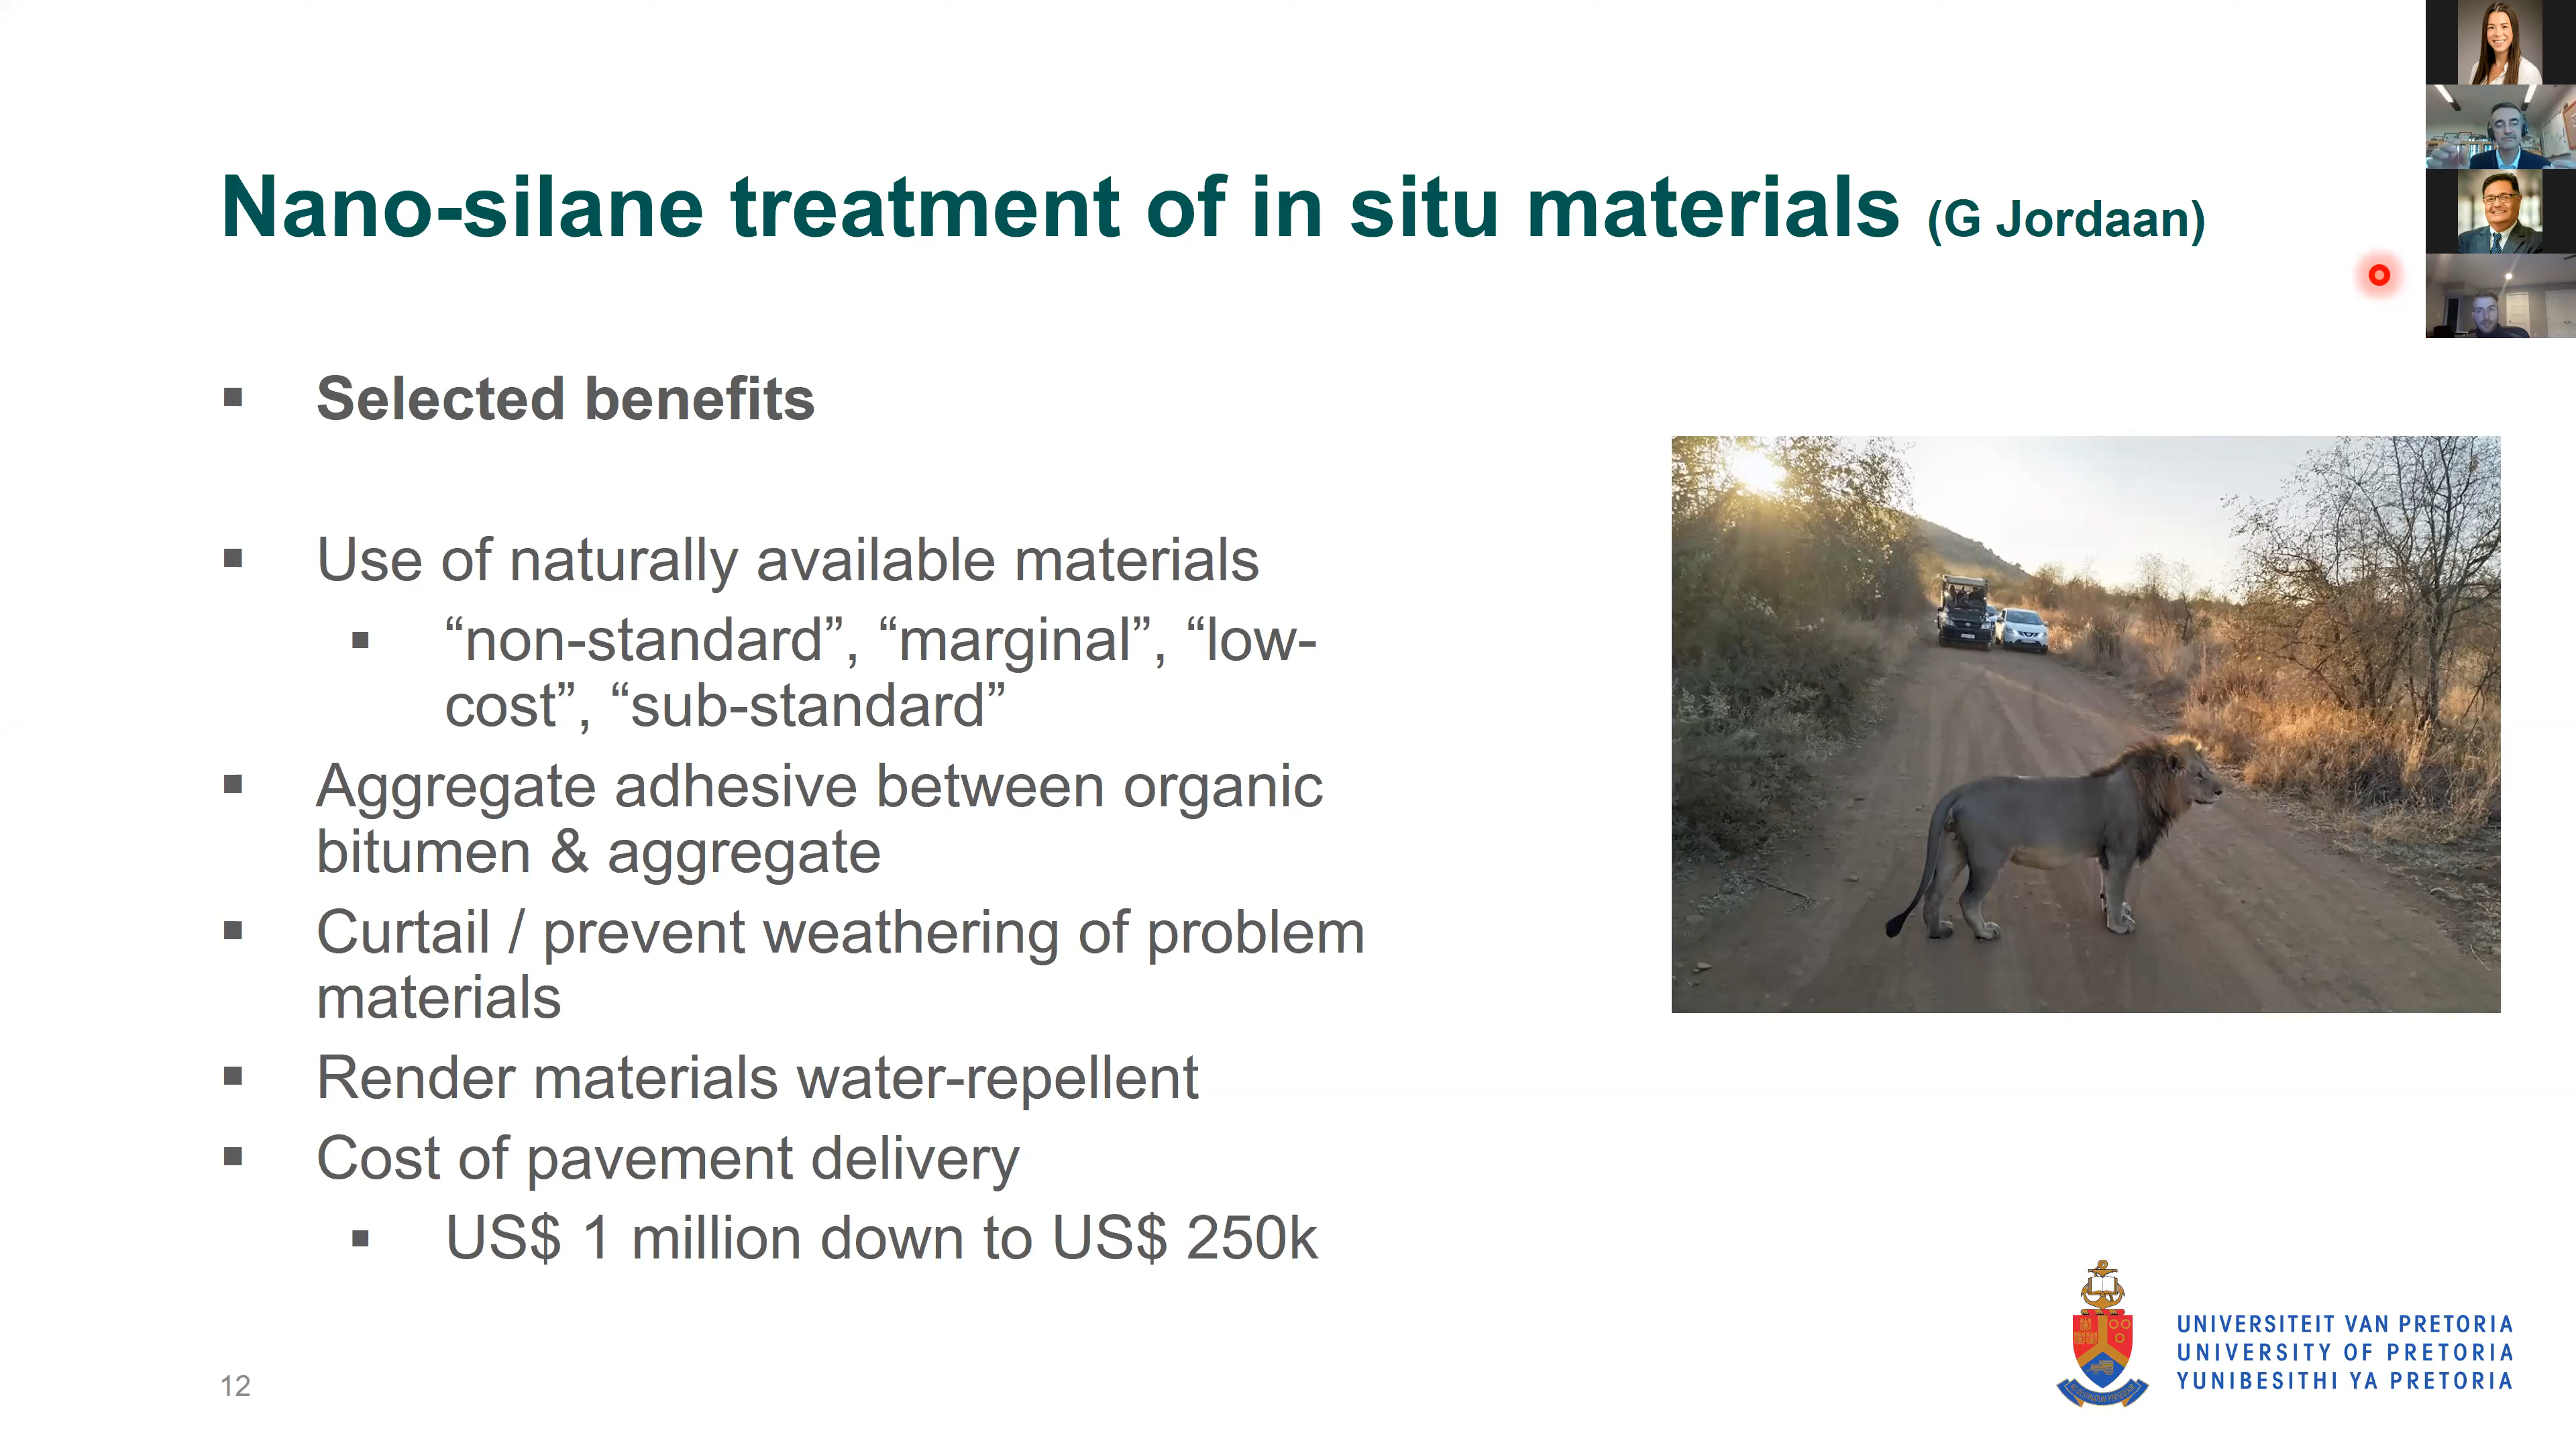 Nano-silane treatment of in situ materials (G Jordaan)
▪ Selected benefits
▪ Use of naturally available materials
▪ “non-standard”, “marginal”, “low-
cost”, “sub-standard”
▪ Aggregate adhesive between organic
bitumen & aggregate
▪ Curtail / prevent weathering of problem
materials
▪ Render materials water-repellent
▪ Cost of pavement delivery
▪ US$ 1 million down to US$ 250k
12
UNIVERSITEIT VAN PRETORIA
UNIVERSITY OF PRETORIA
YUNIBESITHI YA PRETORIA